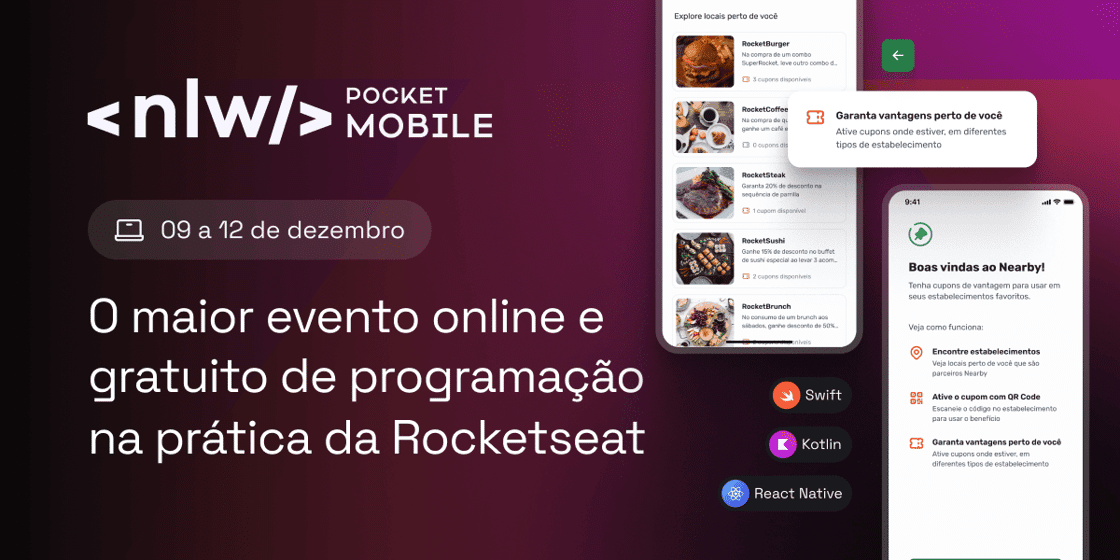 <nlw/> POCKET
MOBILE
09 a 12 de dezembro
O maior evento online e
gratuito de programação
na prática da Rocketseat
Explore locais perto de você
RocketBurger
Na compra de um combo
SuperRocket, leve outro combo d...
3 cupons disponíveis
RocketCoffee
Na compra de
ganhe um café e
0 cupons
RocketSteak
Garanta 20% de desconto na
sequência de parrilla
1 cupom disponível
RocketSushi
Ganhe 15% de desconto no buffet
de sushi especial ao levar 3 acom...
2 cupons disponíveis
RocketBrunch
No consumo de um brunch aos
sábados, ganhe desconto de 50%...
Garanta vantagens perto de você
Ative cupons onde estiver, em diferentes
tipos de estabelecimento
Swift
Kotlin
React Native
9:41
Boas vindas ao Nearby!
Tenha cupons de vantagem para usar em
seus estabelecimentos favoritos.
Veja como funciona:
Encontre estabelecimentos
Veja locais perto de você que são
parceiros Nearby
Ative o cupom com QR Code
Escaneie o código no estabelecimento
para usar o benefício
Garanta vantagens perto de você
Ative cupons onde estiver, em
diferentes tipos de estabelecimento